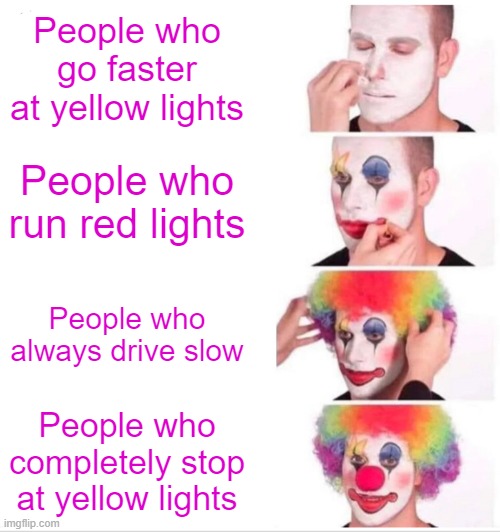 People who
go faster
at yellow lights
People who
run red lights
People who
always drive slow
People who
completely stop
at yellow lights
imgflip.com